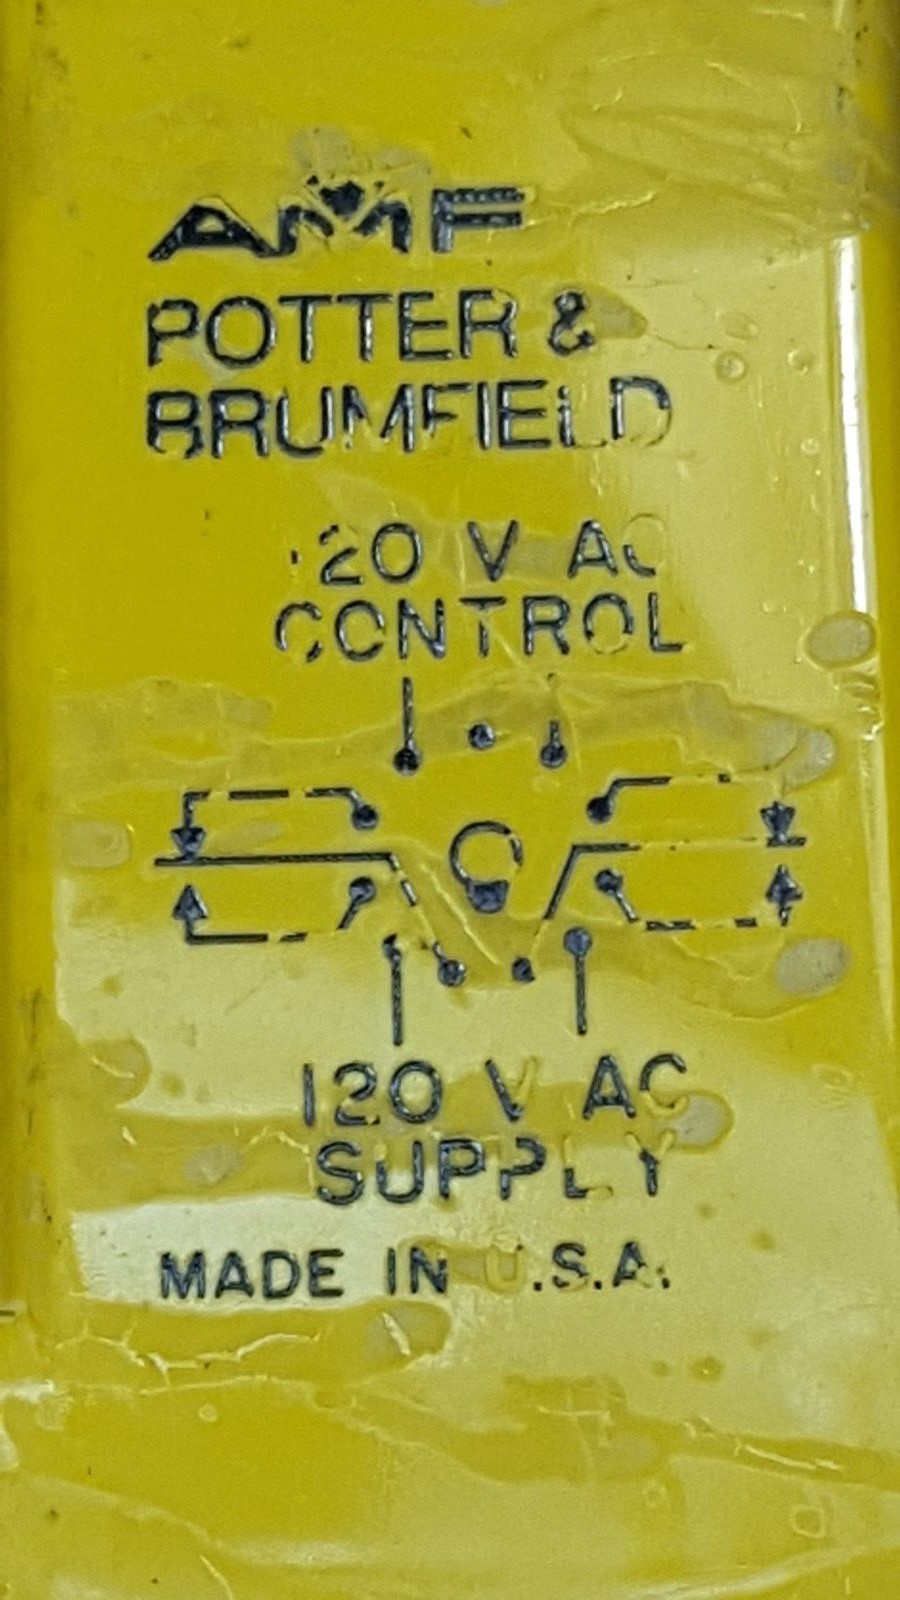 AMF
POTTER &
BRUMFIELD
120 V AC
CONTROL
120 V AC
SUPPLY
MADE IN U.S.A.